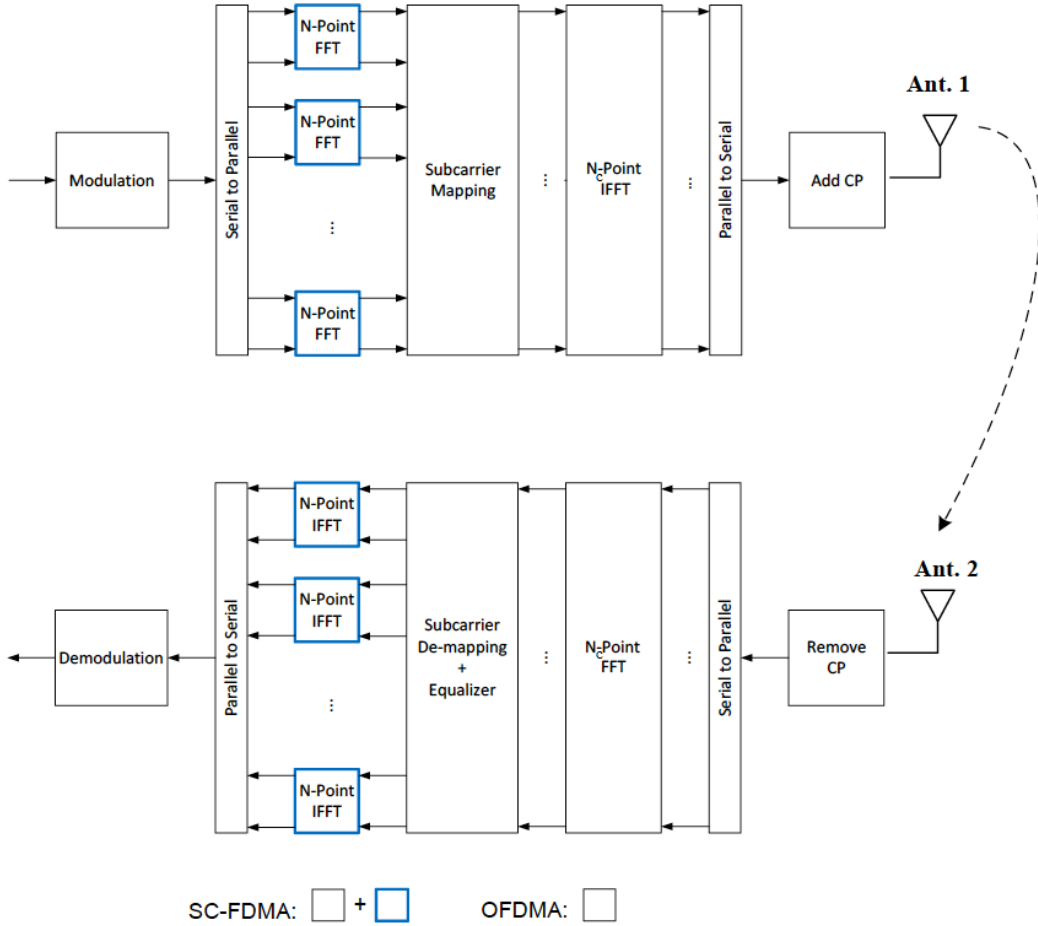 N-Point
FFT
N-Point
FFT
N-Point
FFT
Modulation
Serial to Parallel
Subcarrier
Mapping
N -Point
C
IFFT
Parallel to Serial
Add CP
Ant. 1
N-Point
IFFT
N-Point
IFFT
N-Point
IFFT
Demodulation
Parallel to Serial
Subcarrier
De-mapping
+
Equalizer
N -Point
C
FFT
Serial to Parallel
Remove
CP
Ant. 2
SC-FDMA: + OFDMA: